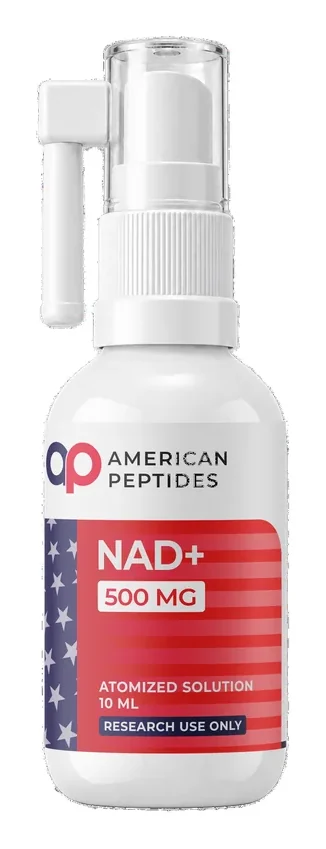 ap AMERICAN
PEPTIDES
NAD+
500 MG
ATOMIZED SOLUTION
10 ML
RESEARCH USE ONLY